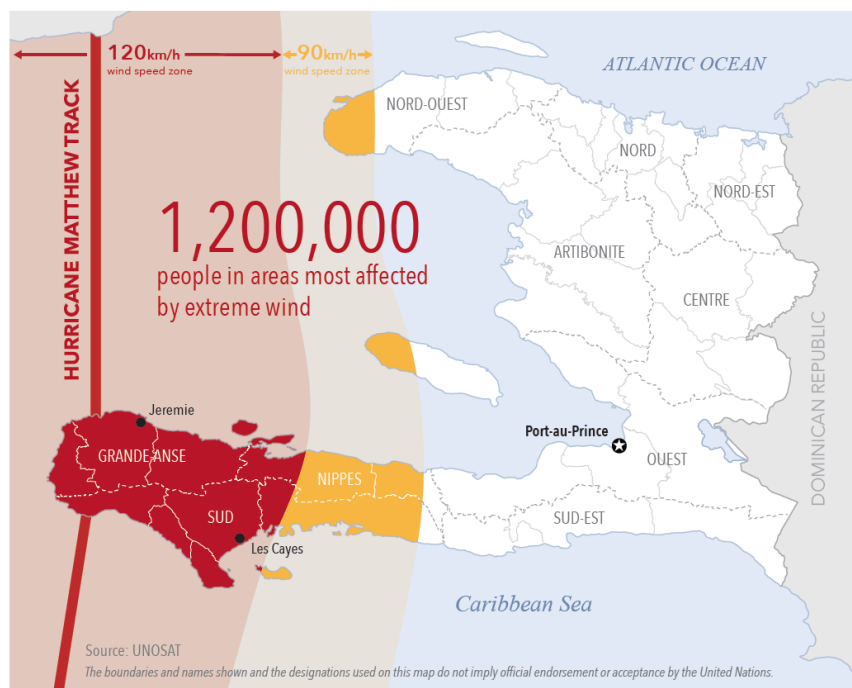 120km/h
wind speed zone
90km/h
wind speed zone
ATLANTIC OCEAN
NORD-OUEST
NORD
NORD-EST
HURRICANE MATTHEW TRACK
1,200,000
people in areas most affected
by extreme wind
ARTIBONITE
CENTRE
DOMINICAN REPUBLIC
Jeremie
Port-au-Prince
GRANDE ANSE
NIPPES
OUEST
SUD
SUD-EST
Les Cayes
Caribbean Sea
Source: UNOSAT
The boundaries and names shown and the designations used on this map do not imply official endorsement or acceptance by the United Nations.